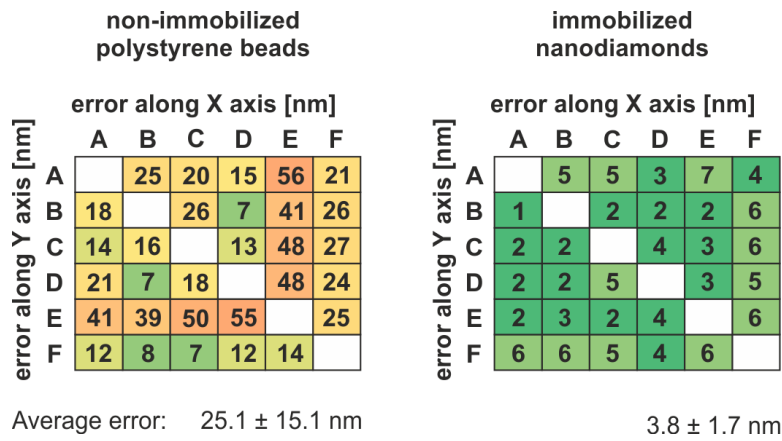 non-immobilized
polystyrene beads
error along X axis [nm]
A B C D E F
error along Y axis [nm]
A 25 20 15 56 21
B 18 26 7 41 26
C 14 16 13 48 27
D 21 7 18 48 24
E 41 39 50 55 25
F 12 8 7 12 14
Average error: 25.1 ± 15.1 nm
immobilized
nanodiamonds
error along X axis [nm]
A B C D E F
error along Y axis [nm]
A 5 5 3 7 4
B 1 2 2 2 6
C 2 2 4 3 6
D 2 2 5 3 5
E 2 3 2 4 6
F 6 6 5 4 6
3.8 ± 1.7 nm